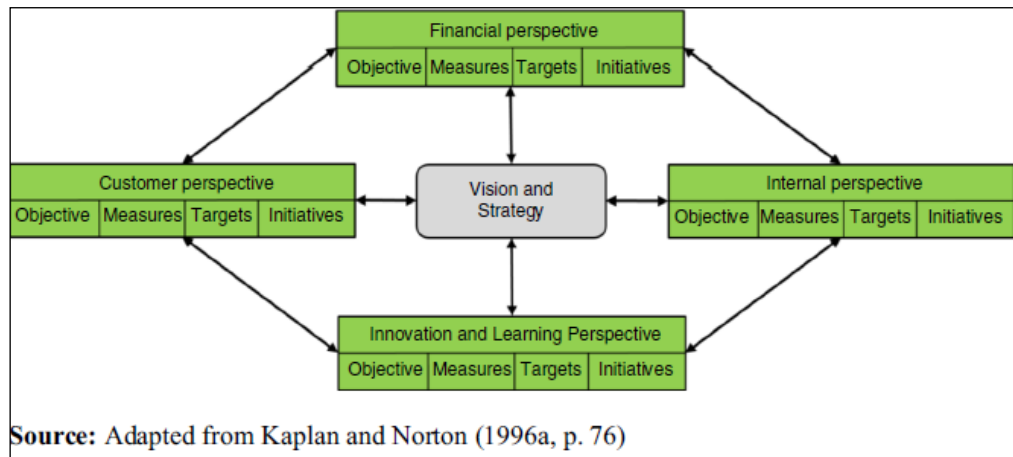 Financial perspective
Objective Measures Targets Initiatives
Customer perspective
Objective Measures Targets Initiatives
Vision and
Strategy
Internal perspective
Objective Measures Targets Initiatives
Innovation and Learning Perspective
Objective Measures Targets Initiatives
Source: Adapted from Kaplan and Norton (1996a, p. 76)